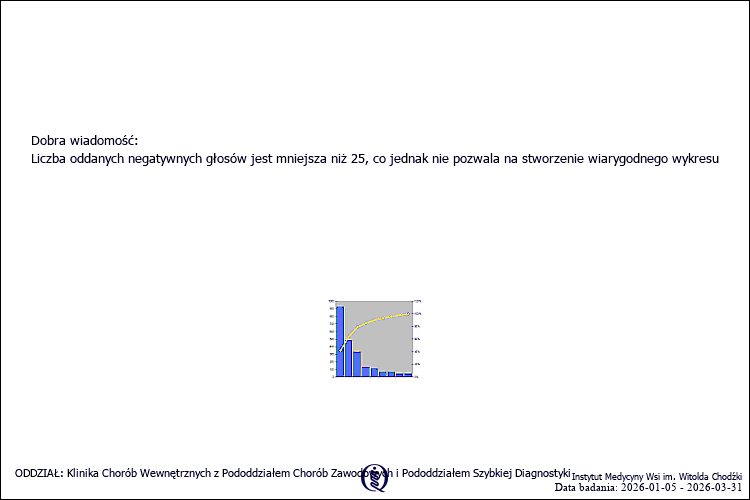 Dobra wiadomość:
Liczba oddanych negatywnych głosów jest mniejsza niż 25, co jednak nie pozwala na stworzenie wiarygodnego wykresu
ODDZIAŁ: Klinika Chorób Wewnętrznych z Pododdziałem Chorób Zawodowych i Pododdziałem Szybkiej Diagnostyki
Instytut Medycyny Wsi im. Witolda Chodźki
Data badania: 2026-01-05 - 2026-03-31